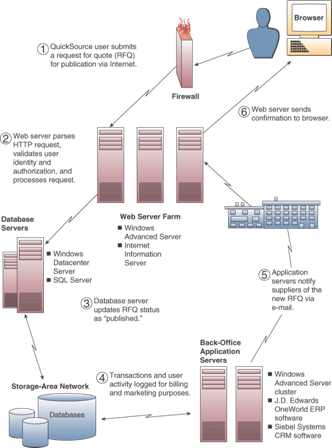 Browser
① QuickSource user submits
a request for quote (RFQ)
for publication via Internet.
Firewall
⑥ Web server sends
confirmation to browser.
② Web server parses
HTTP request,
validates user
identity and
authorization, and
processes request.
Database
Servers
■ Windows
Datacenter
Server
■ SQL Server
Web Server Farm
■ Windows
Advanced Server
■ Internet
Information
Server
③ Database server
updates RFQ status
as “published.”
⑤ Application
servers notify
suppliers of the
new RFQ via
e-mail.
Back-Office
Application
Servers
④ Transactions and user
activity logged for billing
and marketing purposes.
■ Windows
Advanced Server
cluster
■ J.D. Edwards
OneWorld ERP
software
■ Siebel Systems
CRM software
Storage-Area Network
Databases